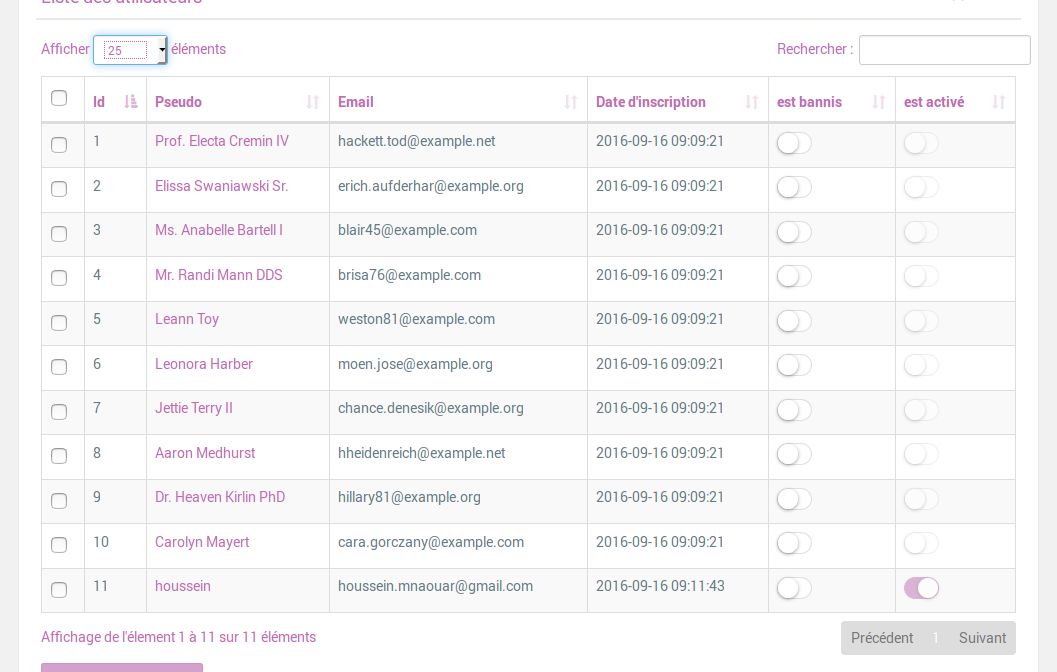 Liste des utilisateurs
Afficher 25 éléments Rechercher :
Id Pseudo Email Date d'inscription est bannis est activé
1 Prof. Electa Cremin IV hackett.tod@example.net 2016-09-16 09:09:21
2 Elissa Swaniawski Sr. erich.aufderhar@example.org 2016-09-16 09:09:21
3 Ms. Anabelle Bartell I blair45@example.com 2016-09-16 09:09:21
4 Mr. Randi Mann DDS brisa76@example.com 2016-09-16 09:09:21
5 Leann Toy weston81@example.com 2016-09-16 09:09:21
6 Leonora Harber moen.jose@example.org 2016-09-16 09:09:21
7 Jettie Terry II chance.denesik@example.org 2016-09-16 09:09:21
8 Aaron Medhurst hheidenreich@example.net 2016-09-16 09:09:21
9 Dr. Heaven Kirlin PhD hillary81@example.org 2016-09-16 09:09:21
10 Carolyn Mayert cara.gorczany@example.com 2016-09-16 09:09:21
11 houssein houssein.mnaouar@gmail.com 2016-09-16 09:11:43
Affichage de l'élement 1 à 11 sur 11 éléments Précédent 1 Suivant